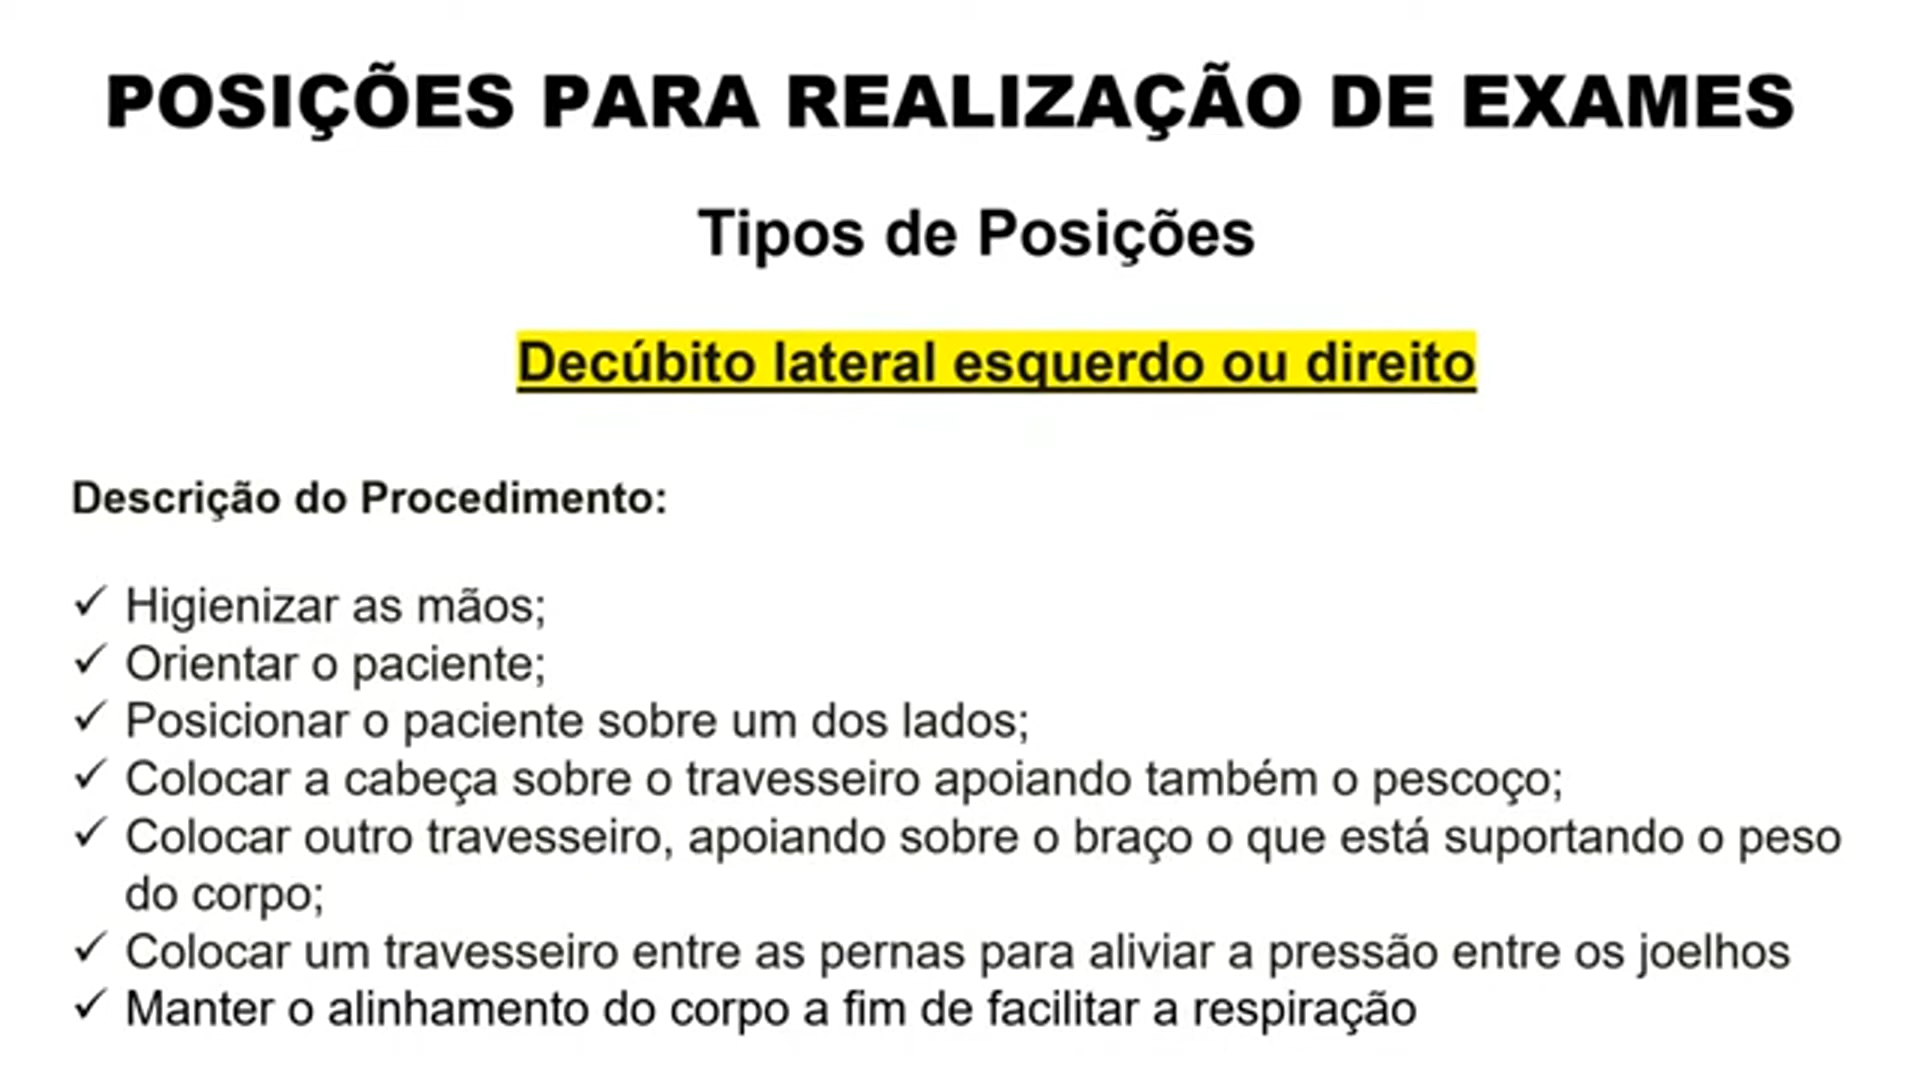 POSIÇÕES PARA REALIZAÇÃO DE EXAMES
Tipos de Posições
Decúbito lateral esquerdo ou direito
Descrição do Procedimento:
✓ Higienizar as mãos;
✓ Orientar o paciente;
✓ Posicionar o paciente sobre um dos lados;
✓ Colocar a cabeça sobre o travesseiro apoiando também o pescoço;
✓ Colocar outro travesseiro, apoiando sobre o braço o que está suportando o peso
do corpo;
✓ Colocar um travesseiro entre as pernas para aliviar a pressão entre os joelhos
✓ Manter o alinhamento do corpo a fim de facilitar a respiração